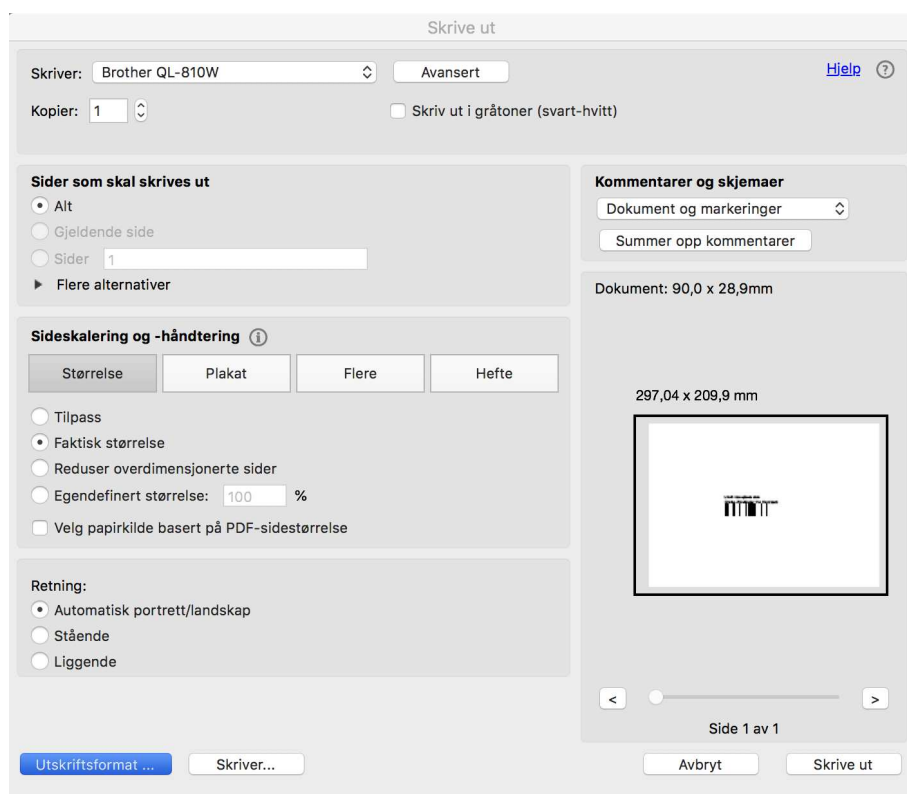 Skrive ut
Skriver: Brother QL-810W Avansert Hjelp ?
Kopier: 1 Skriv ut i gråtoner (svart-hvitt)
Sider som skal skrives ut
Alt
Gjeldende side
Sider 1
Flere alternativer
Kommentarer og skjemaer
Dokument og markeringer
Summer opp kommentarer
Sideskalering og -håndtering i
Størrelse Plakat Flere Hefte
Tilpass
Faktisk størrelse
Reduser overdimensjonerte sider
Egendefinert størrelse: 100 %
Velg papirkilde basert på PDF-sidestørrelse
Retning:
Automatisk portrett/landskap
Stående
Liggende
Dokument: 90,0 x 28,9mm
297,04 x 209,9 mm
< >
Side 1 av 1
Utskriftsformat ... Skriver... Avbryt Skrive ut